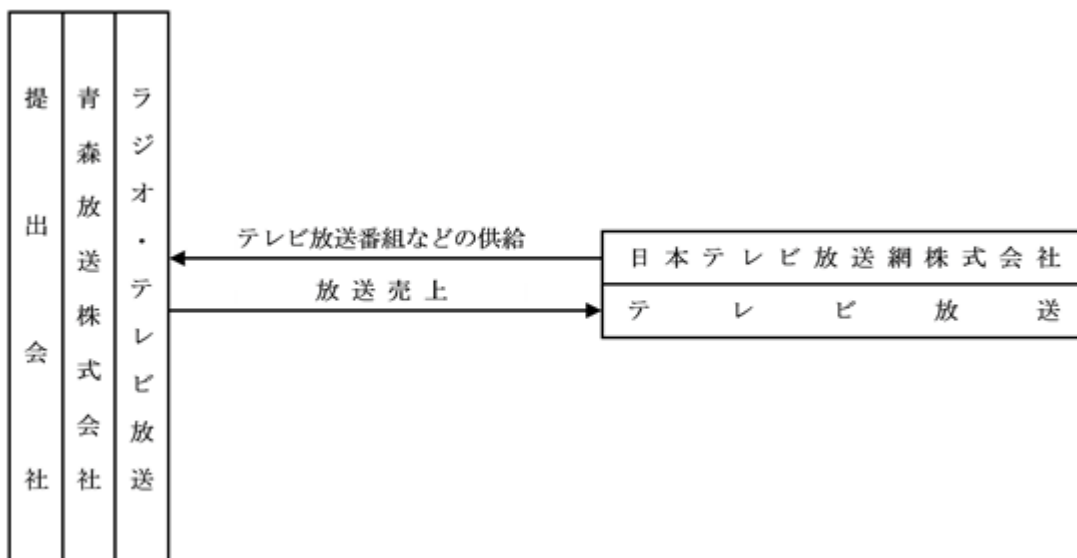 提出会社
青森放送株式会社
ラジオ・テレビ放送
テレビ放送番組などの供給
放送売上
日本テレビ放送網株式会社
テレビ放送